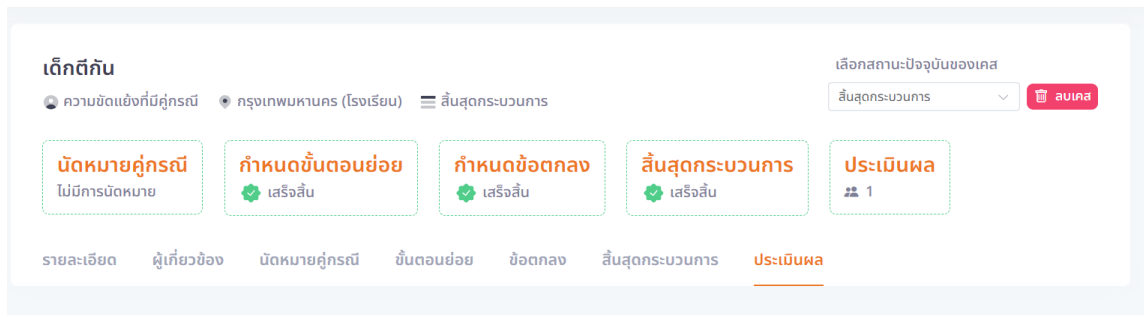 เด็กตีกัน
ความขัดแย้งที่มีคู่กรณี กรุงเทพมหานคร (โรงเรียน) สิ้นสุดกระบวนการ
เลือกสถานะปัจจุบันของเคส
สิ้นสุดกระบวนการ ลบเคส
นัดหมายคู่กรณี
ไม่มีการนัดหมาย
กำหนดขั้นตอนย่อย
เสร็จสิ้น
กำหนดข้อตกลง
เสร็จสิ้น
สิ้นสุดกระบวนการ
เสร็จสิ้น
ประเมินผล
1
รายละเอียด ผู้เกี่ยวข้อง นัดหมายคู่กรณี ขั้นตอนย่อย ข้อตกลง สิ้นสุดกระบวนการ ประเมินผล